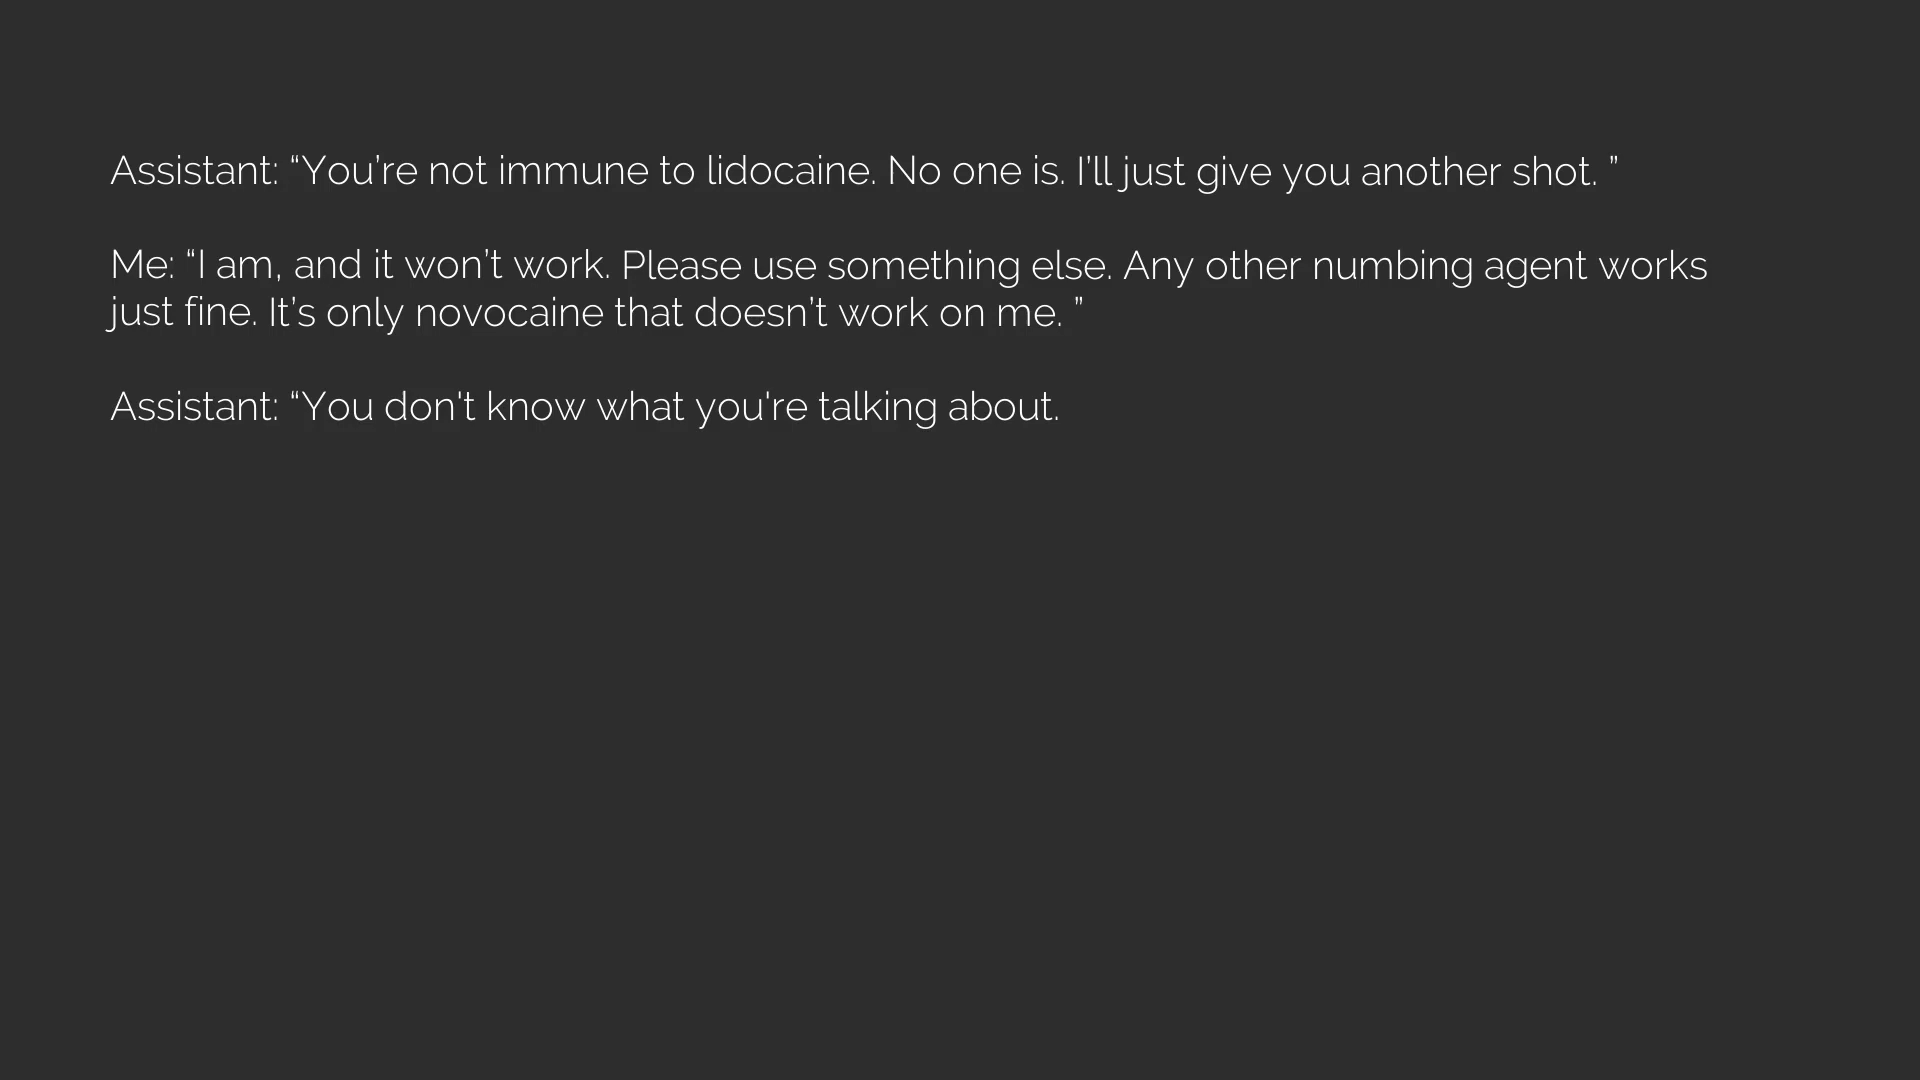 Assistant: “You’re not immune to lidocaine. No one is. I’ll just give you another shot. ”
Me: “I am, and it won’t work. Please use something else. Any other numbing agent works
just fine. It’s only novocaine that doesn’t work on me. ”
Assistant: “You don't know what you're talking about.